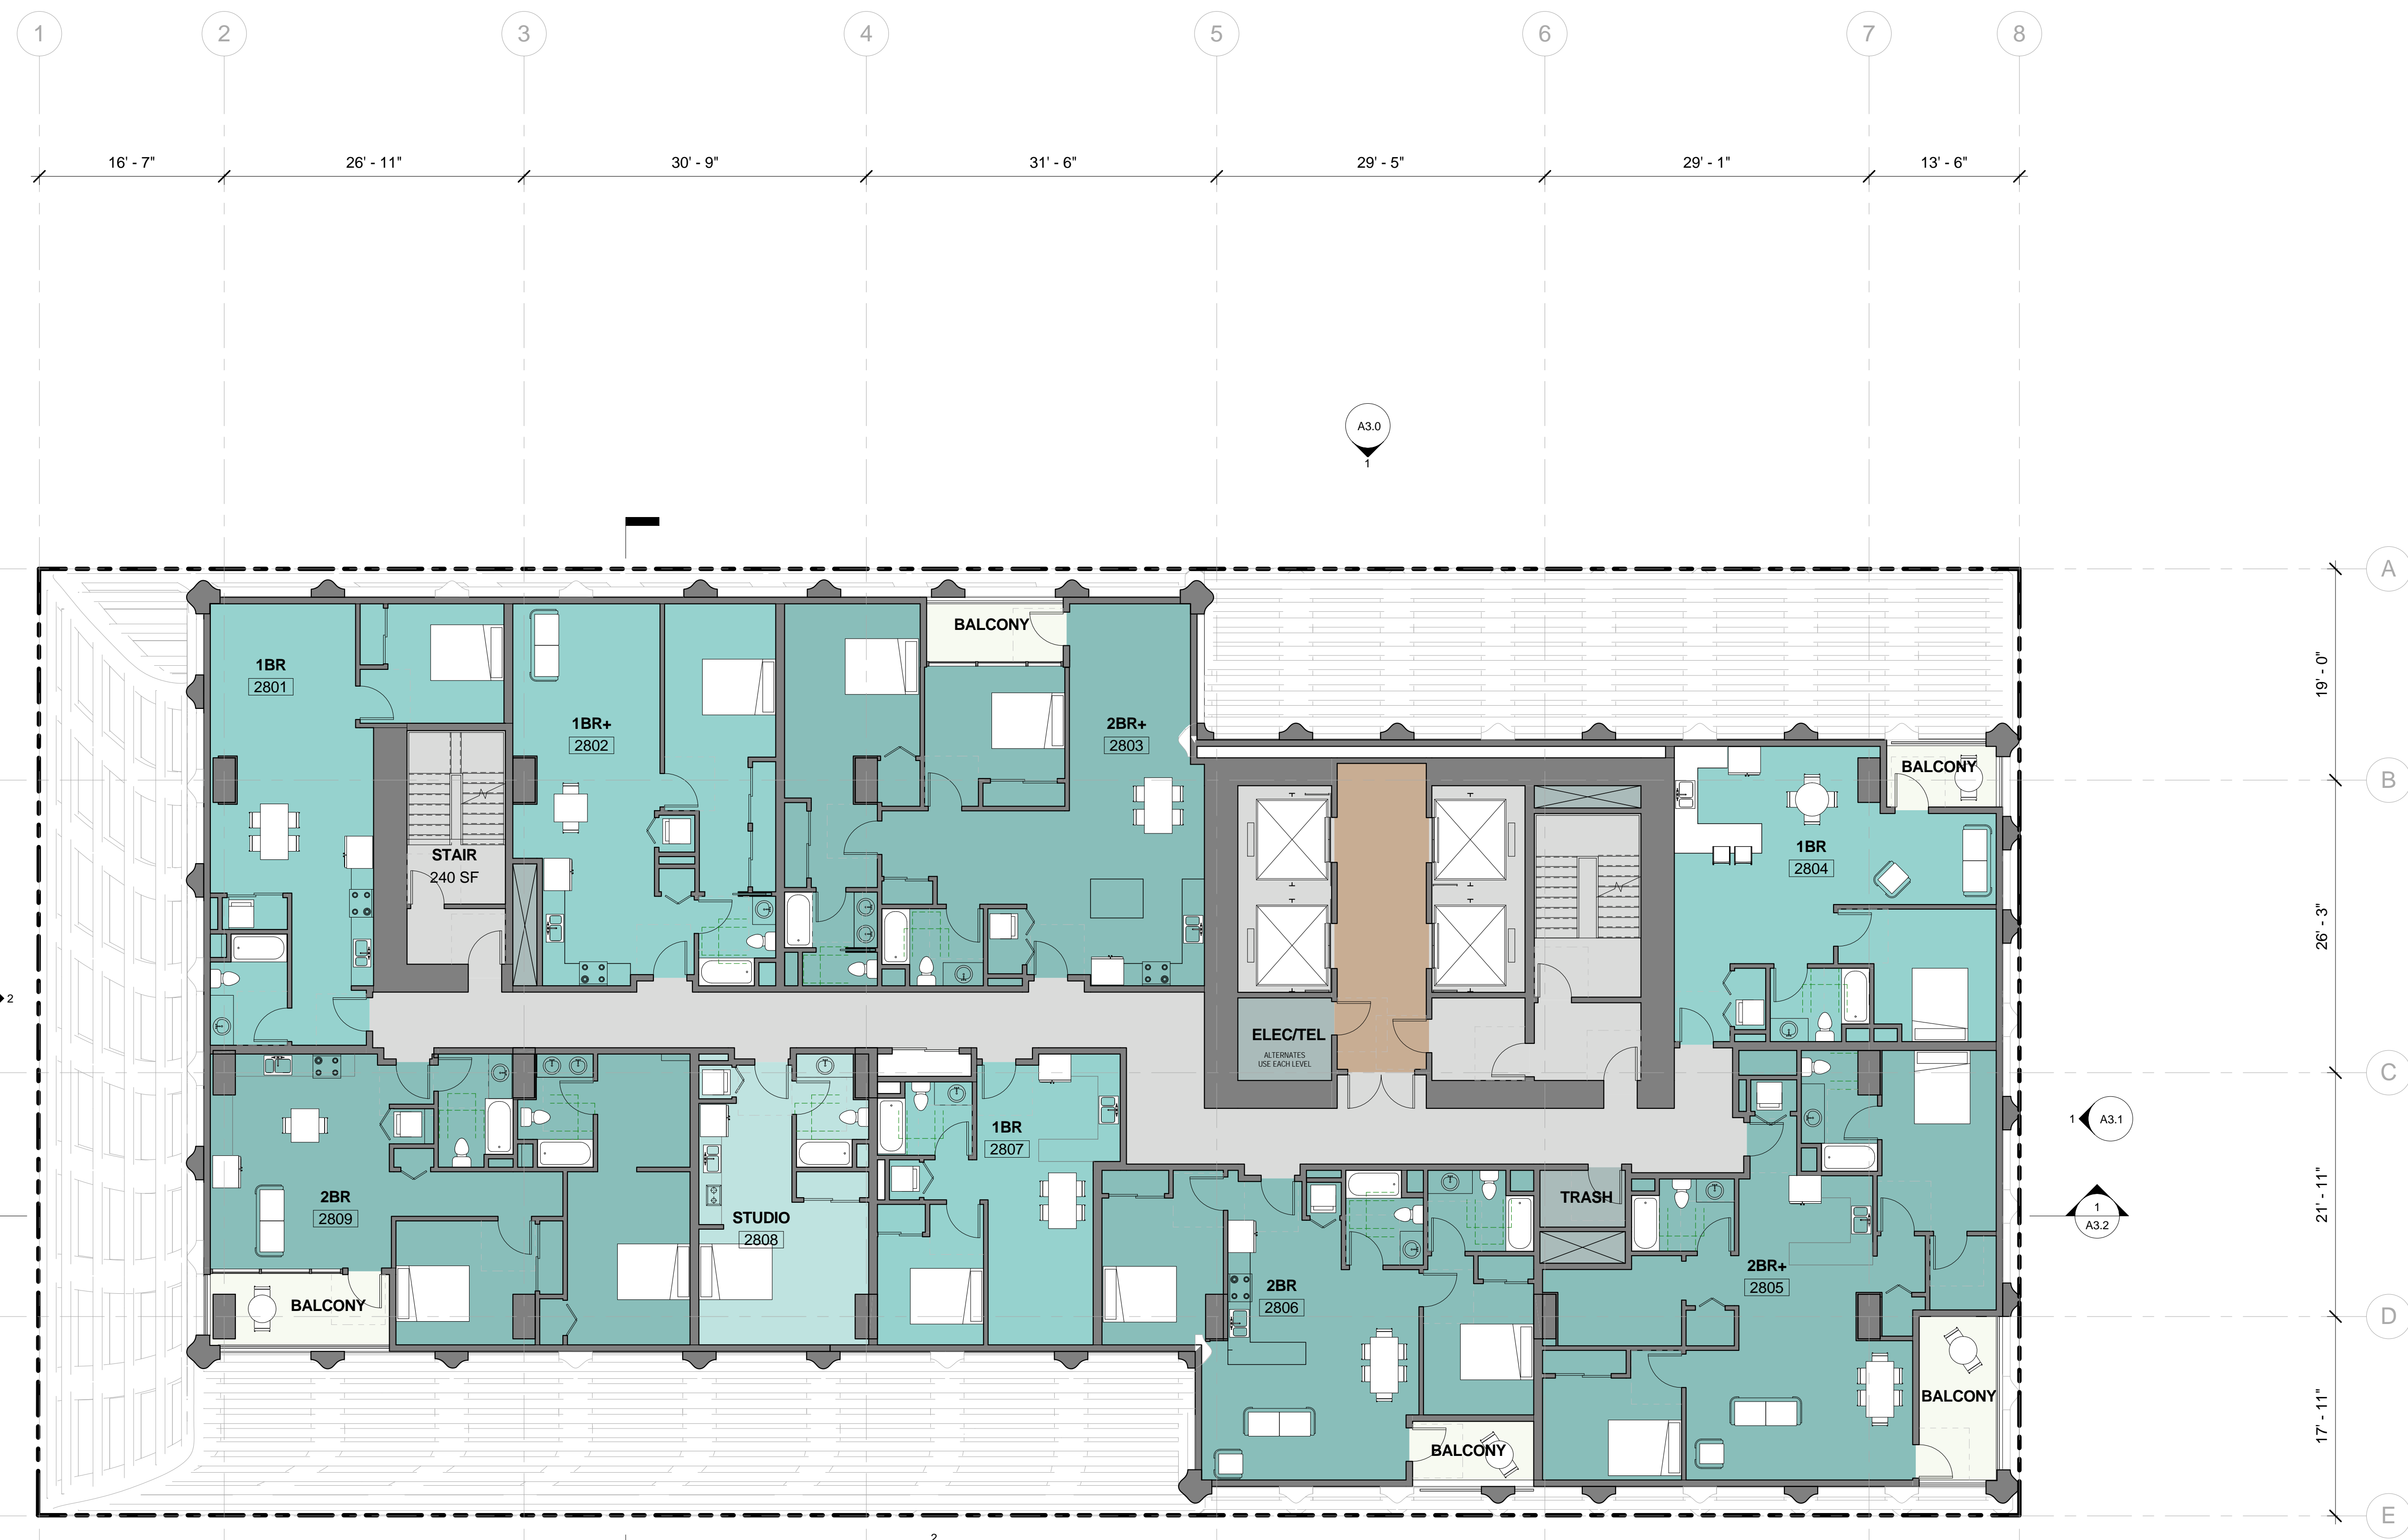 1 2 3 4 5 6 7 8
16' - 7" 26' - 11" 30' - 9" 31' - 6" 29' - 5" 29' - 1" 13' - 6"
A3.0
1
A
19' - 0"
BALCONY
1BR
2801
1BR+
2802
2BR+
2803
BALCONY
B
STAIR
240 SF
1BR
2804
26' - 3"
2
ELEC/TEL
ALTERNATES
USE EACH LEVEL
C
1BR
2807
1
A3.1
2BR
2809
STUDIO
2808
TRASH
1
A3.2
21' - 11"
BALCONY
2BR
2806
2BR+
2805
D
BALCONY
BALCONY
17' - 11"
E
2